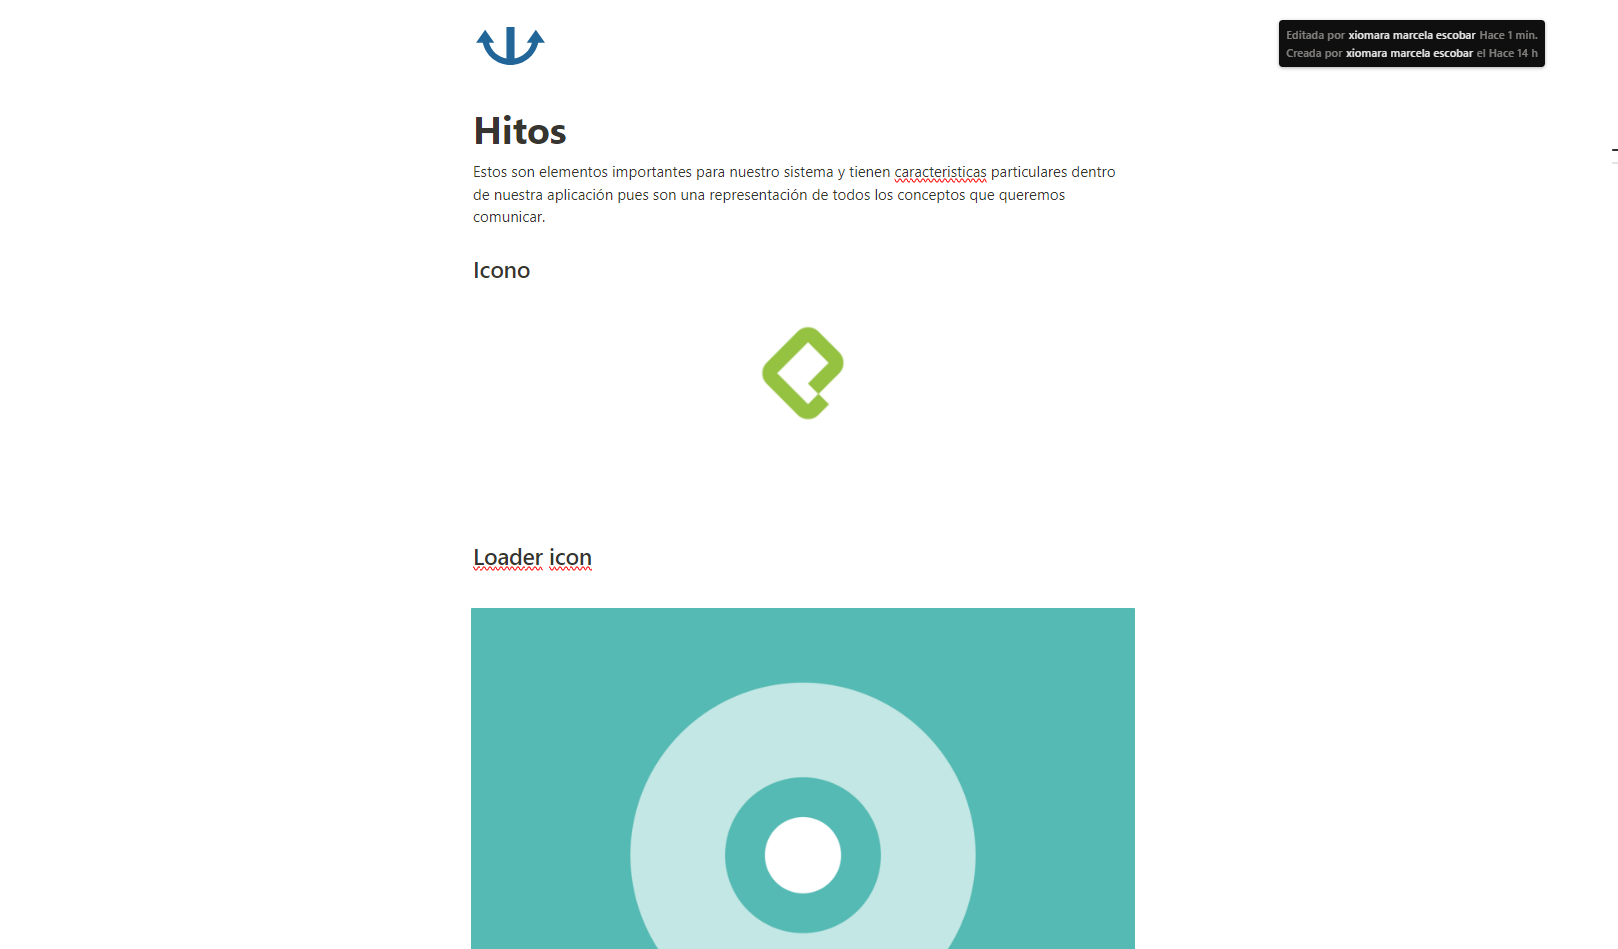 Editada por xiomara marcela escobar Hace 1 min.
Creada por xiomara marcela escobar el Hace 14 h
Hitos
Estos son elementos importantes para nuestro sistema y tienen caracteristicas particulares dentro
de nuestra aplicación pues son una representación de todos los conceptos que queremos
comunicar.
Icono
Loader icon